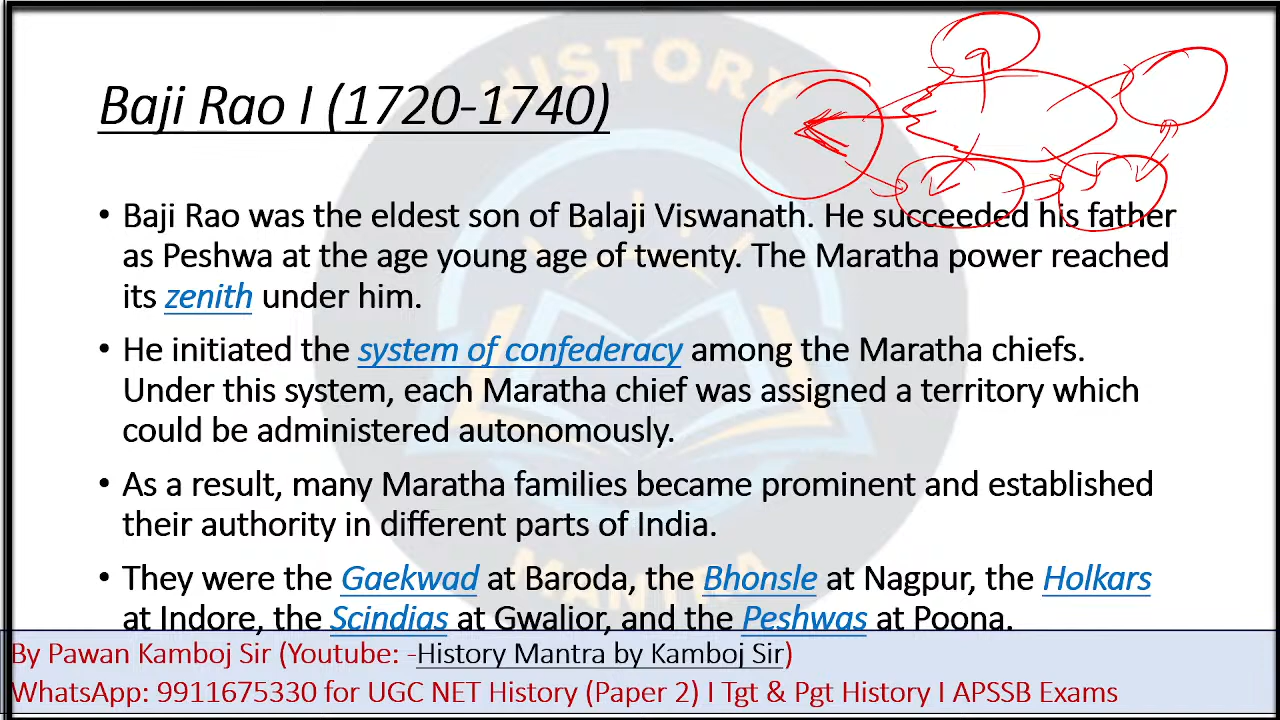 HISTORY
Baji Rao I (1720-1740)
• Baji Rao was the eldest son of Balaji Viswanath. He succeeded his father
as Peshwa at the age young age of twenty. The Maratha power reached
its zenith under him.
• He initiated the system of confederacy among the Maratha chiefs.
Under this system, each Maratha chief was assigned a territory which
could be administered autonomously.
• As a result, many Maratha families became prominent and established
their authority in different parts of India.
MANTRA
• They were the Gaekwad at Baroda, the Bhonsle at Nagpur, the Holkars
at Indore, the Scindias at Gwalior, and the Peshwas at Poona.
By Pawan Kamboj Sir (Youtube: -History Mantra by Kamboj Sir)
WhatsApp: 9911675330 for UGC NET History (Paper 2) I Tgt & Pgt History I APSSB Exams